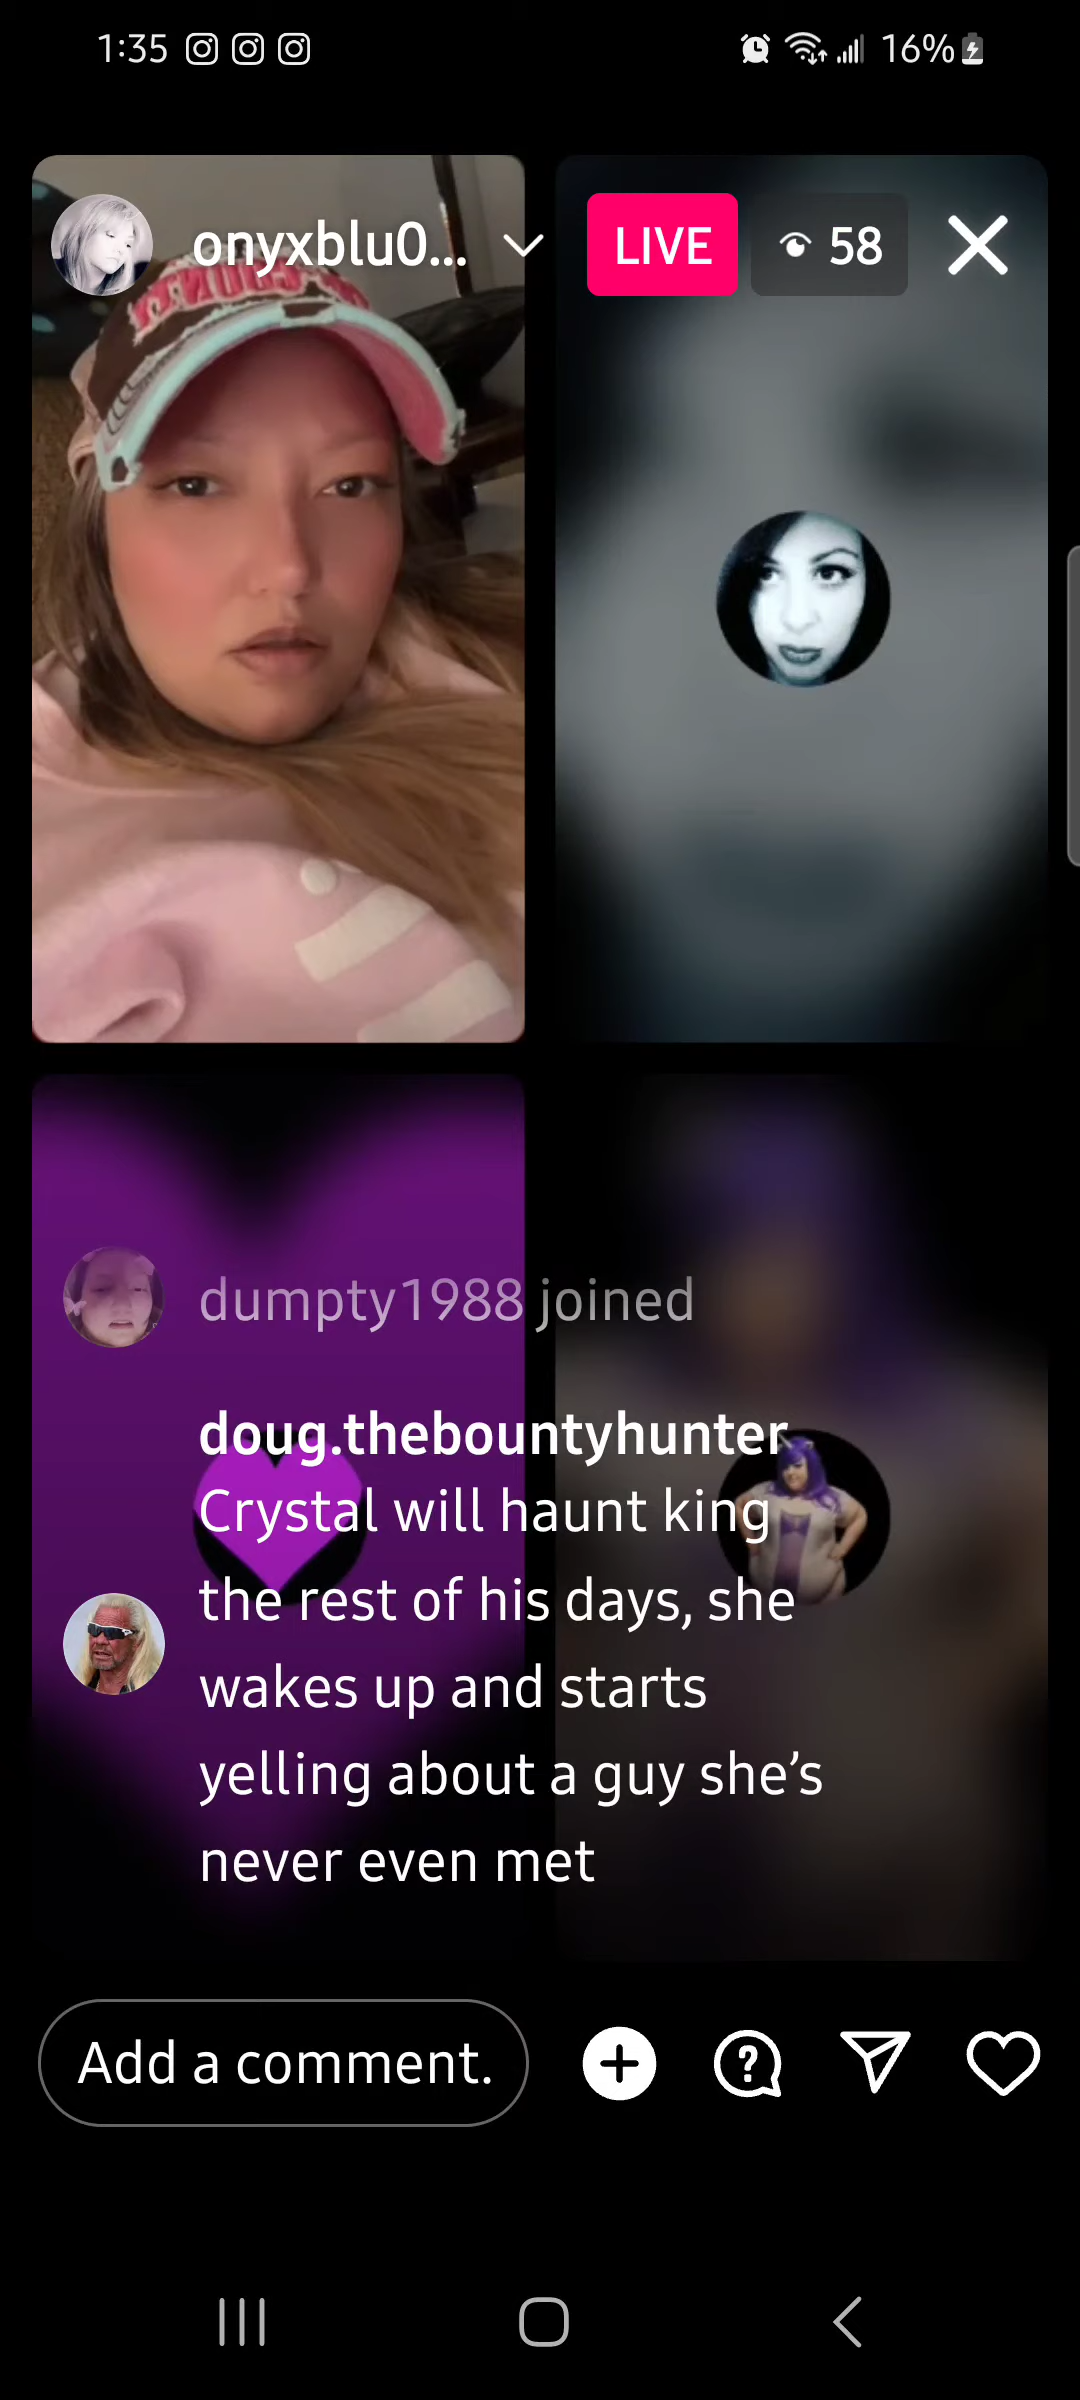 1:35 16%
onyxblu0... LIVE 58
dumpty1988 joined
doug.thebountyhunter
Crystal will haunt king
the rest of his days, she
wakes up and starts
yelling about a guy she’s
never even met
Add a comment.